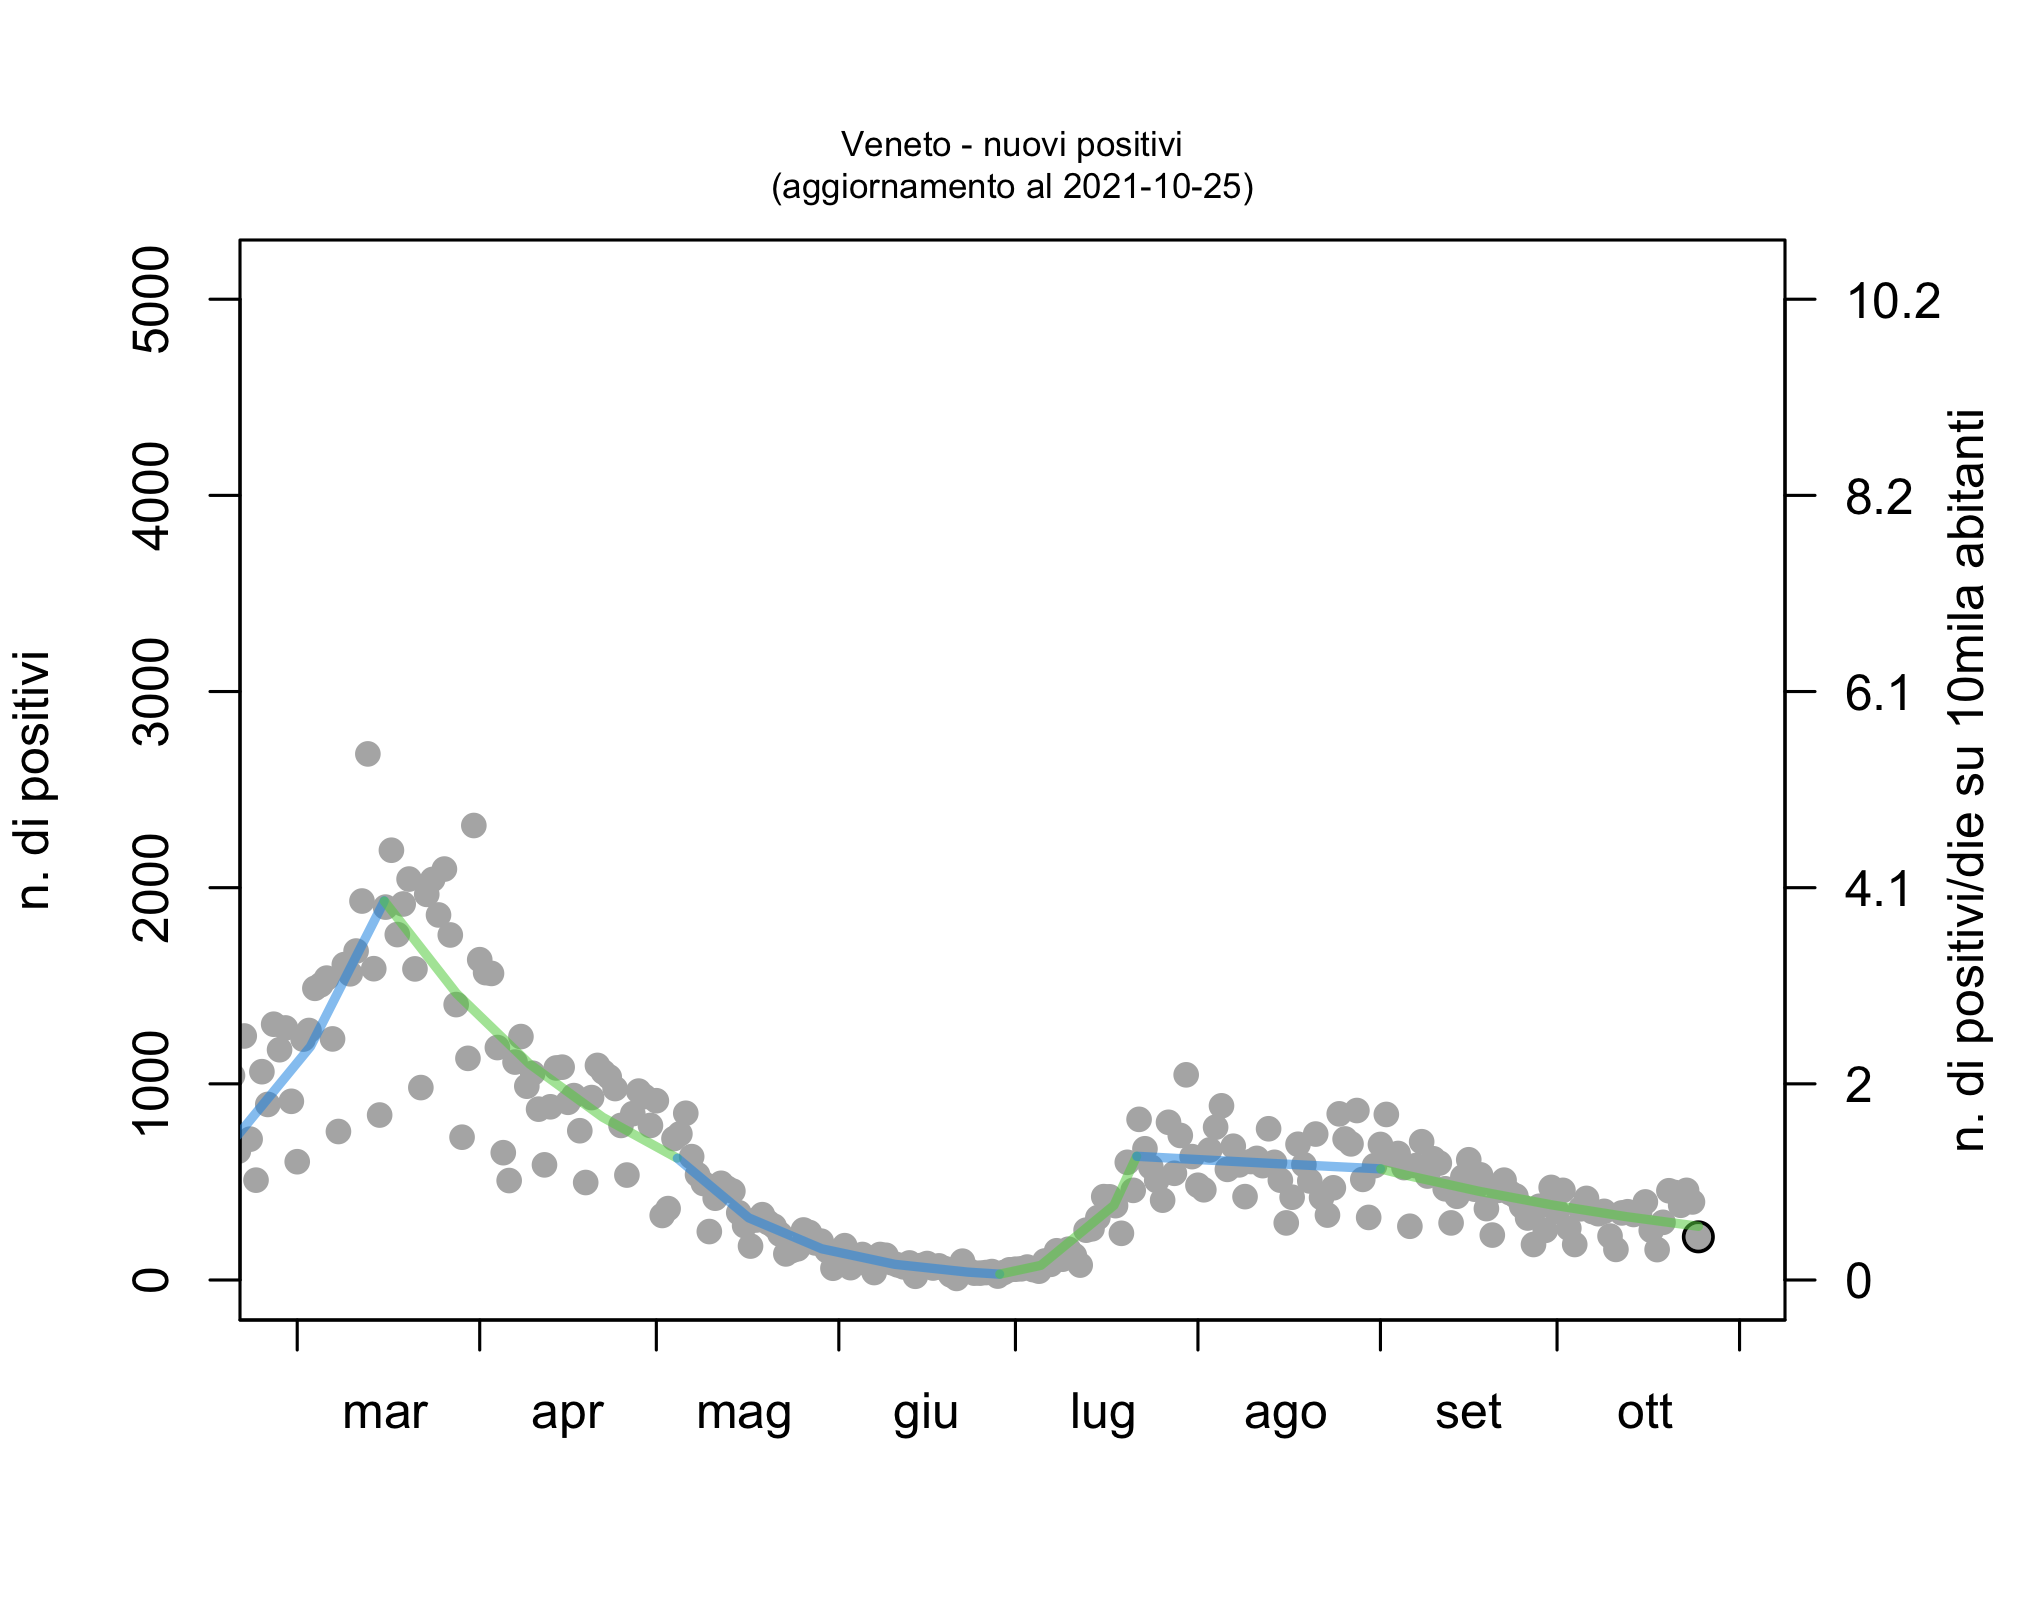 Veneto - nuovi positivi
(aggiornamento al 2021-10-25)
n. di positivi
5000
4000
3000
2000
1000
0
10.2
8.2
6.1
4.1
2
0
n. di positivi/die su 10mila abitanti
mar apr mag giu lug ago set ott